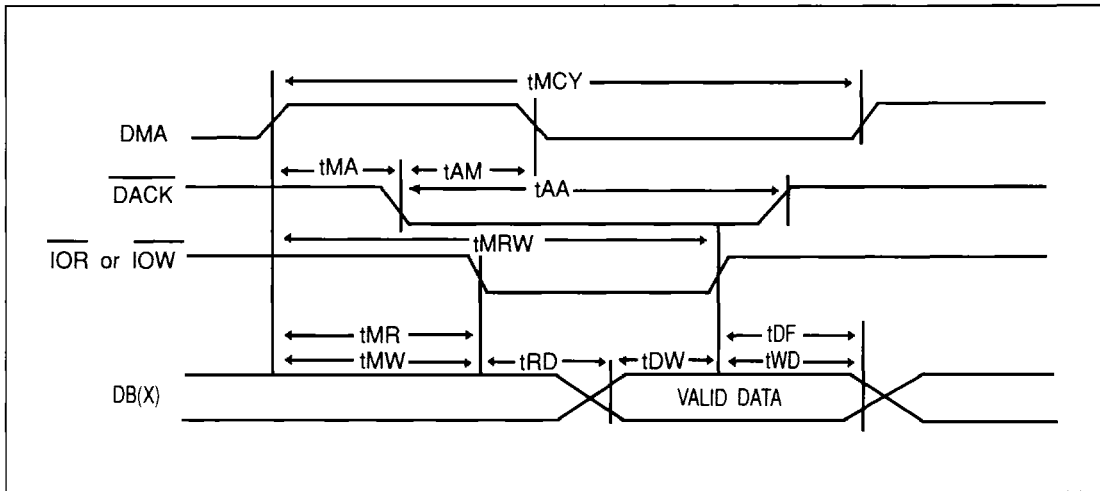 tMCY
DMA
tMA
tAM
tAA
DACK
tMRW
IOR or IOW
tMR
tDF
tMW
tRD
tDW
tWD
DB(X)
VALID DATA